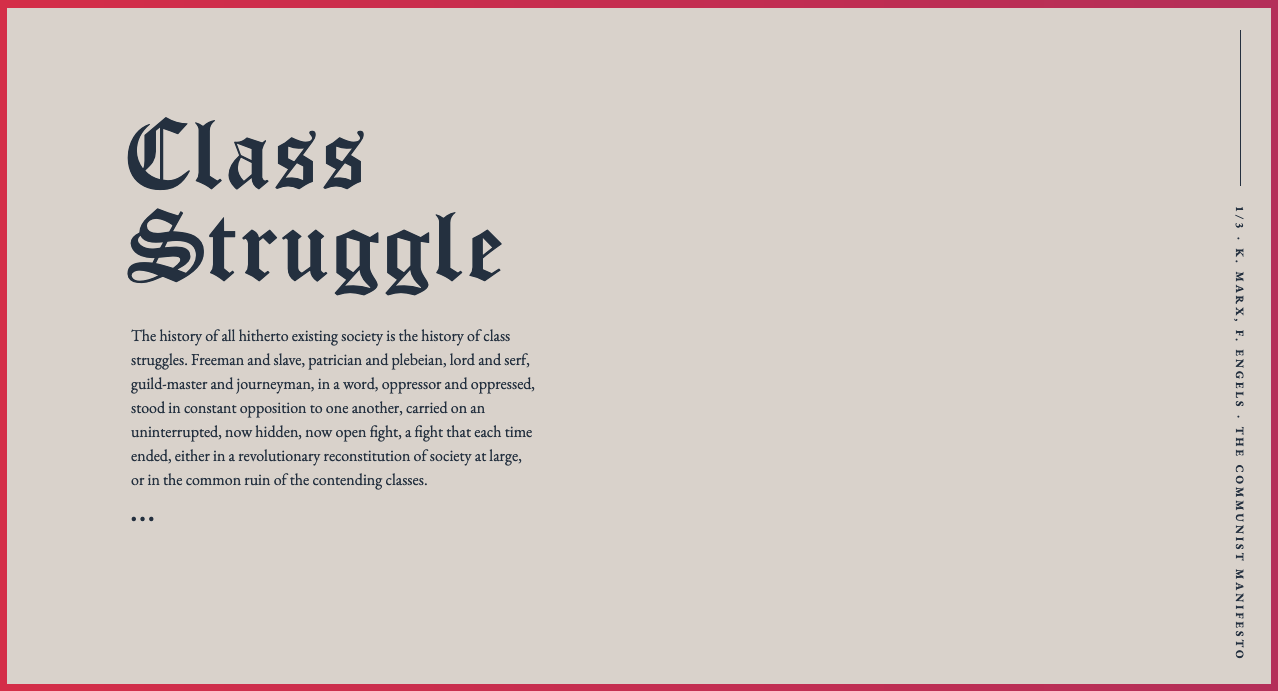 Class
Struggle
The history of all hitherto existing society is the history of class
struggles. Freeman and slave, patrician and plebeian, lord and serf,
guild-master and journeyman, in a word, oppressor and oppressed,
stood in constant opposition to one another, carried on an
uninterrupted, now hidden, now open fight, a fight that each time
ended, either in a revolutionary reconstitution of society at large,
or in the common ruin of the contending classes.
•••
1/3 · K. MARX, F. ENGELS · THE COMMUNIST MANIFESTO